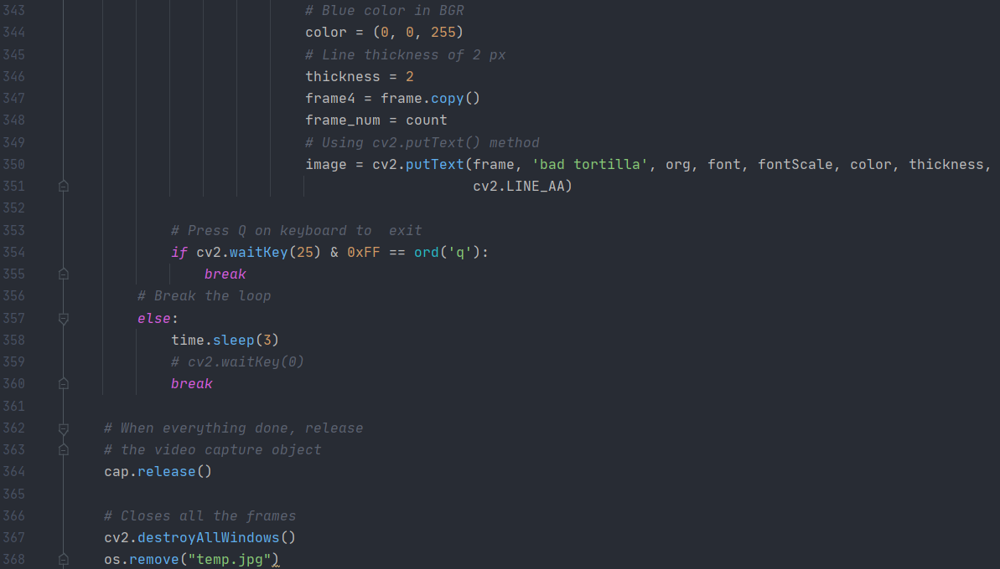 343 # Blue color in BGR
344 color = (0, 0, 255)
345 # Line thickness of 2 px
346 thickness = 2
347 frame4 = frame.copy()
348 frame_num = count
349 # Using cv2.putText() method
350 image = cv2.putText(frame, 'bad tortilla', org, font, fontScale, color, thickness,
351 cv2.LINE_AA)
352
353 # Press Q on keyboard to  exit
354 if cv2.waitKey(25) & 0xFF == ord('q'):
355 break
356 # Break the loop
357 else:
358 time.sleep(3)
359 # cv2.waitKey(0)
360 break
361
362 # When everything done, release
363 # the video capture object
364 cap.release()
365
366 # Closes all the frames
367 cv2.destroyAllWindows()
368 os.remove("temp.jpg")